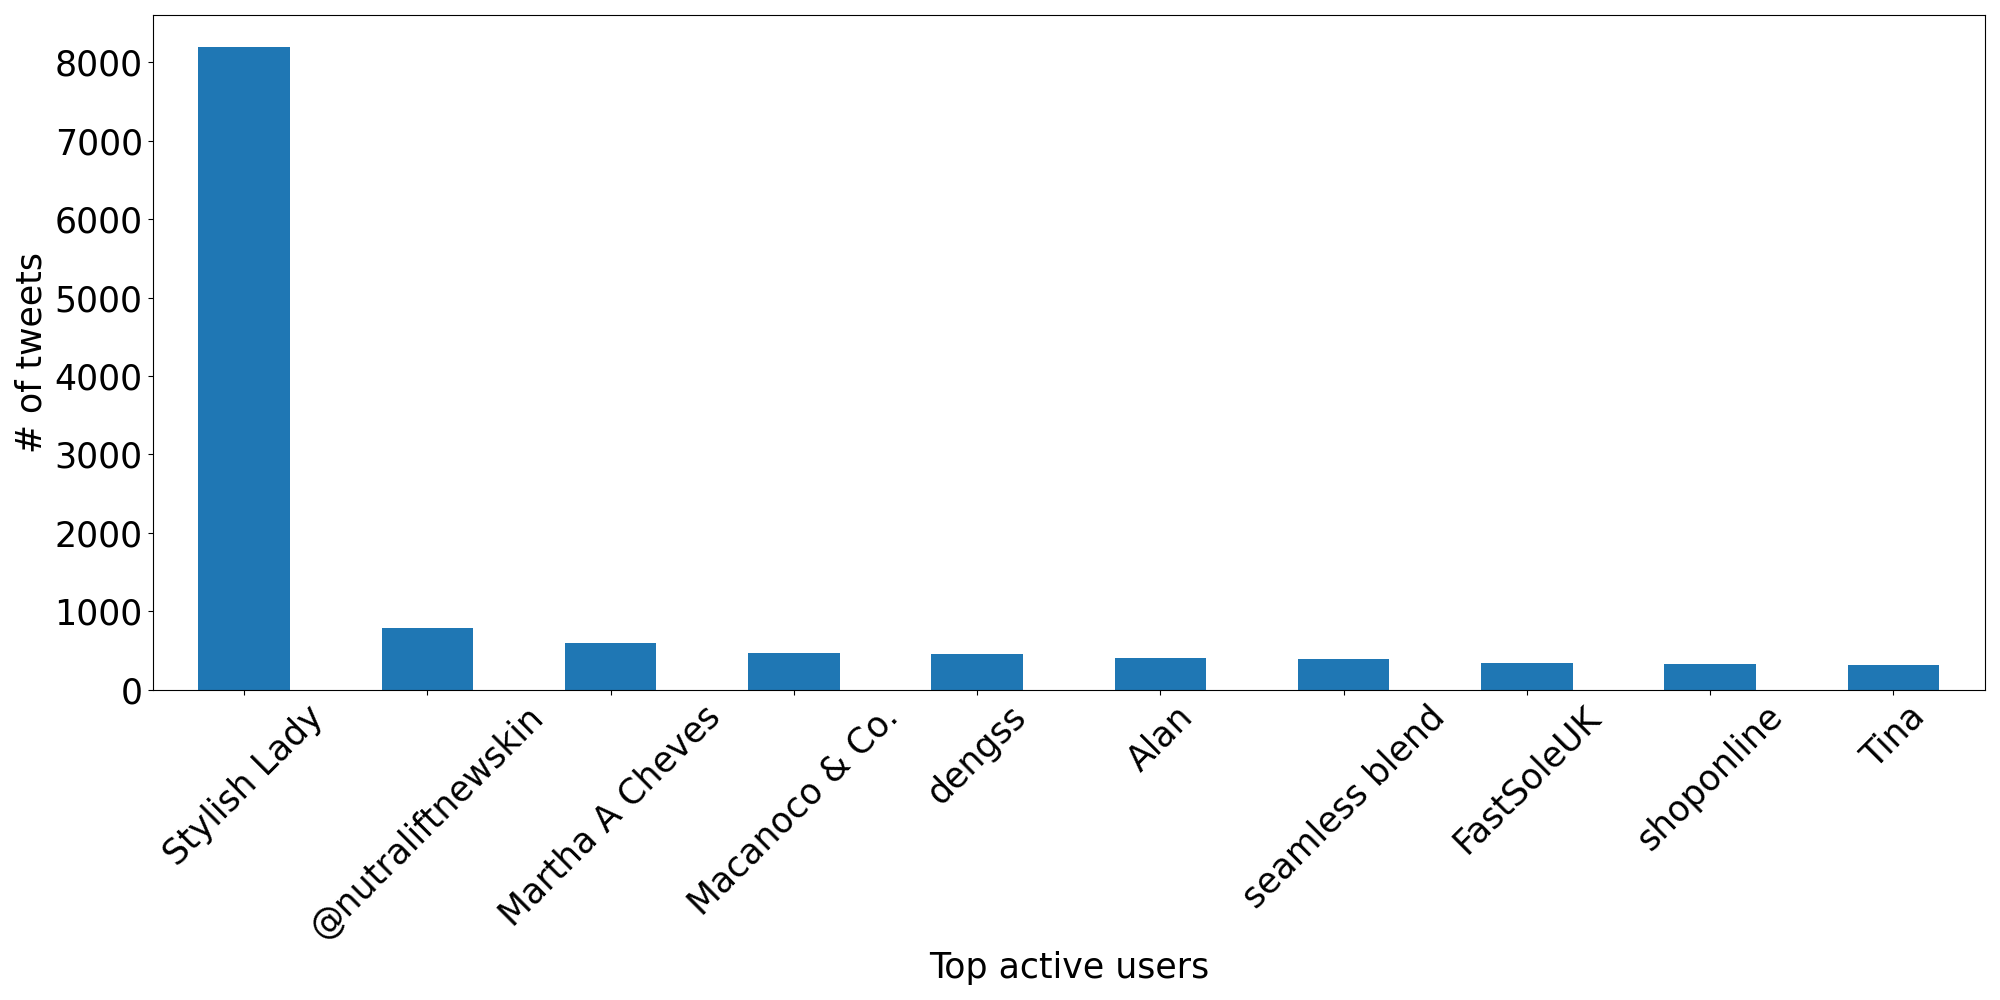 8000
7000
6000
5000
4000
3000
2000
1000
0
# of tweets
Stylish Lady
@nutraliftnewskin
Martha A Cheves
Macanoco & Co.
dengss
Alan
seamless blend
FastSoleUK
shoponline
Tina
Top active users